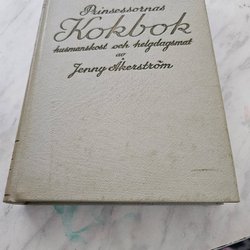 Prinsessornas
Kokbok
husmanskost och helgdagsmat
av
Jenny Åkerström